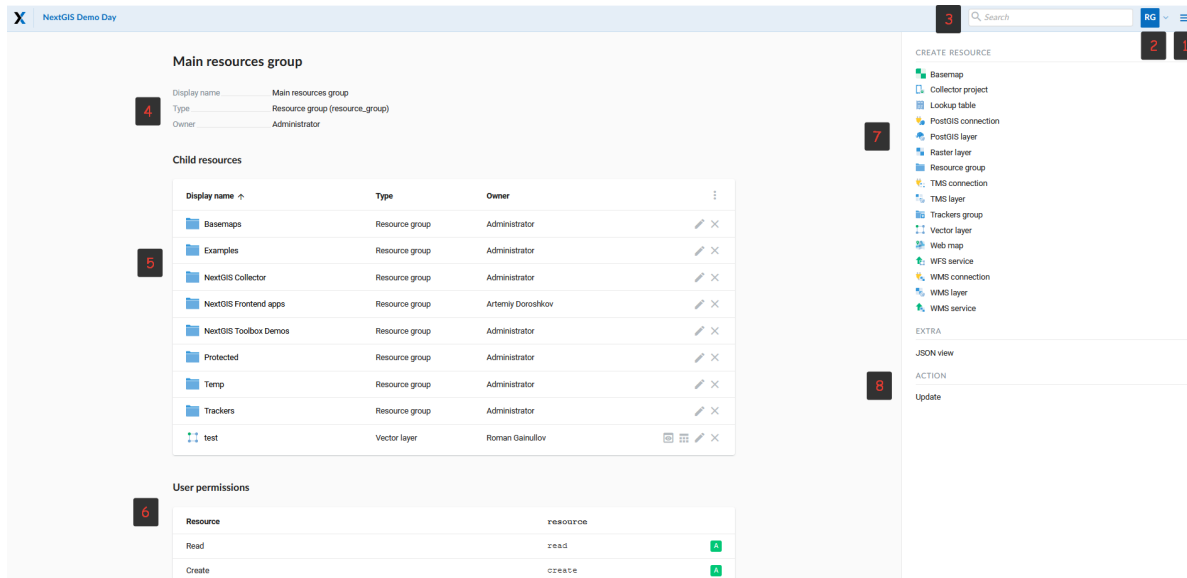 NextGIS Demo Day
3
Search
RG
2
1
Main resources group
4
Display name Main resources group
Type Resource group (resource_group)
Owner Administrator
Child resources
Display name Type Owner
Basemaps Resource group Administrator
Examples Resource group Administrator
5
NextGIS Collector Resource group Administrator
NextGIS Frontend apps Resource group Artemiy Doroshkov
NextGIS Toolbox Demos Resource group Administrator
Protected Resource group Administrator
Temp Resource group Administrator
Trackers Resource group Administrator
test Vector layer Roman Gainullov
User permissions
6
Resource resource
Read read A
Create create A
CREATE RESOURCE
Basemap
Collector project
Lookup table
PostGIS connection
7
PostGIS layer
Raster layer
Resource group
TMS connection
TMS layer
Trackers group
Vector layer
Web map
WFS service
WMS connection
WMS layer
WMS service
EXTRA
JSON view
ACTION
8
Update